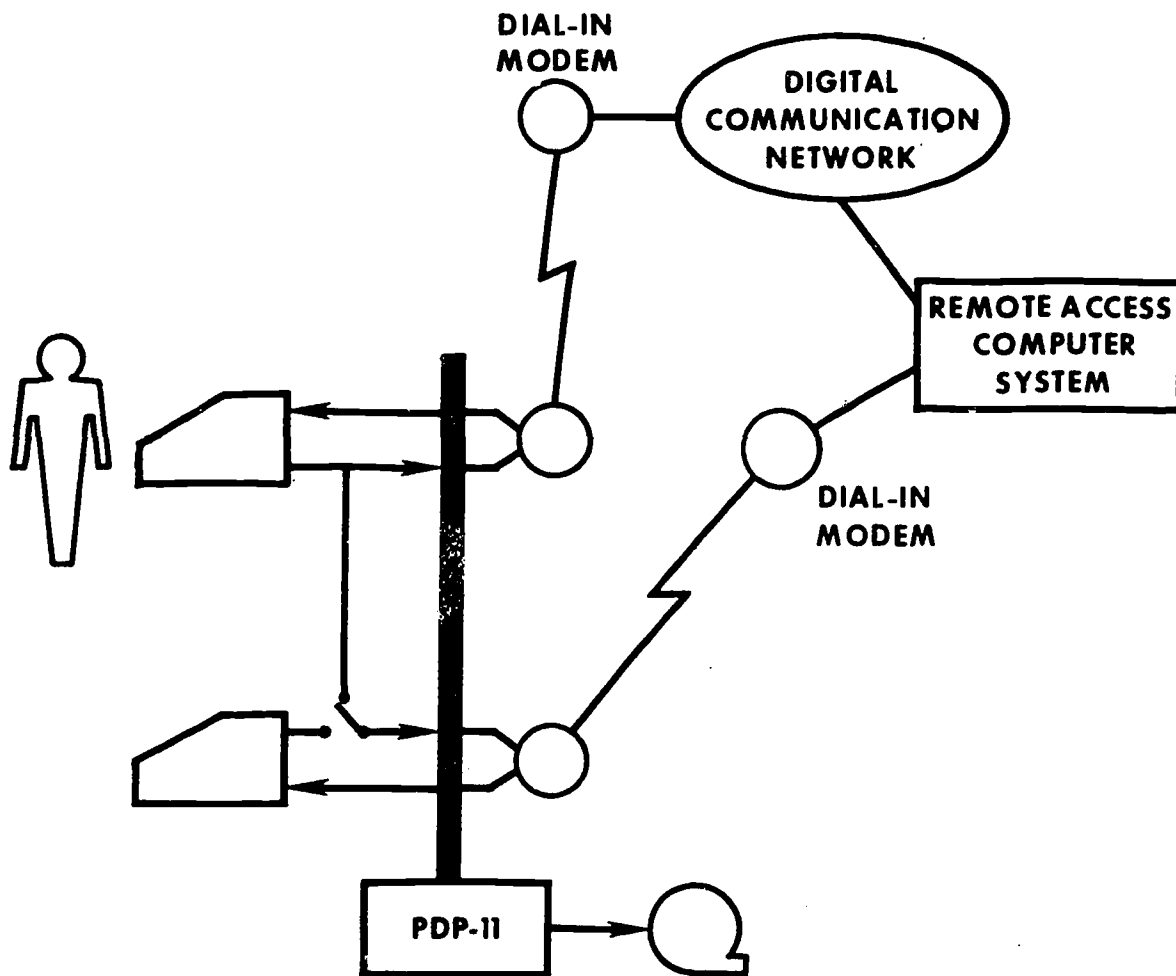 DIAL-IN
MODEM
DIGITAL
COMMUNICATION
NETWORK
REMOTE ACCESS
COMPUTER
SYSTEM
DIAL-IN
MODEM
PDP-11